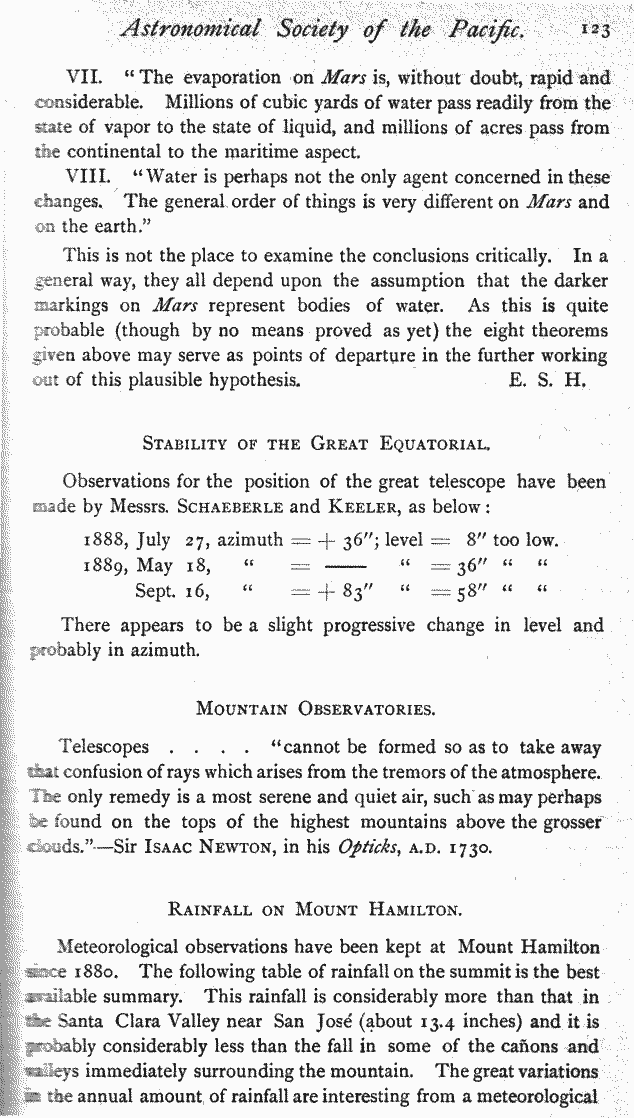 Astronomical Society of the Pacific. 123
VII. “The evaporation on Mars is, without doubt, rapid and
considerable. Millions of cubic yards of water pass readily from the
state of vapor to the state of liquid, and millions of acres pass from
the continental to the maritime aspect.
VIII. “Water is perhaps not the only agent concerned in these
changes. The general order of things is very different on Mars and
on the earth.”
This is not the place to examine the conclusions critically. In a
general way, they all depend upon the assumption that the darker
markings on Mars represent bodies of water. As this is quite
probable (though by no means proved as yet) the eight theorems
given above may serve as points of departure in the further working
out of this plausible hypothesis. E. S. H.
STABILITY OF THE GREAT EQUATORIAL.
Observations for the position of the great telescope have been
made by Messrs. SCHAEBERLE and KEELER, as below:
1888, July 27, azimuth = + 36″; level = 8″ too low.
1889, May 18, “ = —— “ = 36″ “ “
Sept. 16, “ = + 83″ “ = 58″ “ “
There appears to be a slight progressive change in level and
probably in azimuth.
MOUNTAIN OBSERVATORIES.
Telescopes . . . . “cannot be formed so as to take away
that confusion of rays which arises from the tremors of the atmosphere.
The only remedy is a most serene and quiet air, such as may perhaps
be found on the tops of the highest mountains above the grosser
clouds.”—Sir ISAAC NEWTON, in his Opticks, A.D. 1730.
RAINFALL ON MOUNT HAMILTON.
Meteorological observations have been kept at Mount Hamilton
since 1880. The following table of rainfall on the summit is the best
available summary. This rainfall is considerably more than that in
the Santa Clara Valley near San José (about 13.4 inches) and it is
probably considerably less than the fall in some of the cañons and
valleys immediately surrounding the mountain. The great variations
in the annual amount of rainfall are interesting from a meteorological